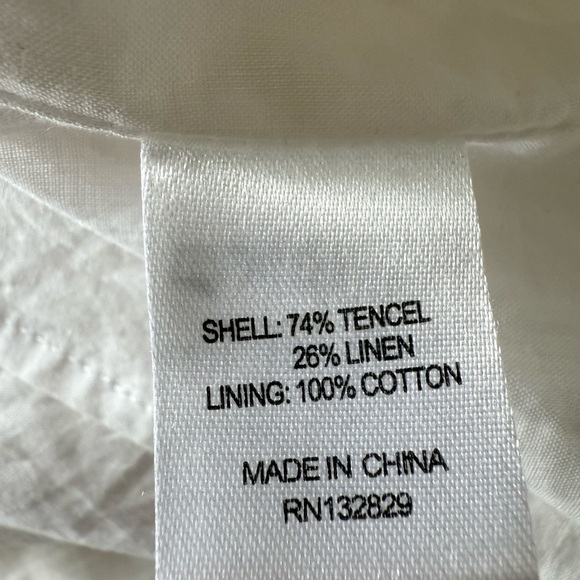 SHELL: 74% TENCEL
26% LINEN
LINING: 100% COTTON
MADE IN CHINA
RN132829